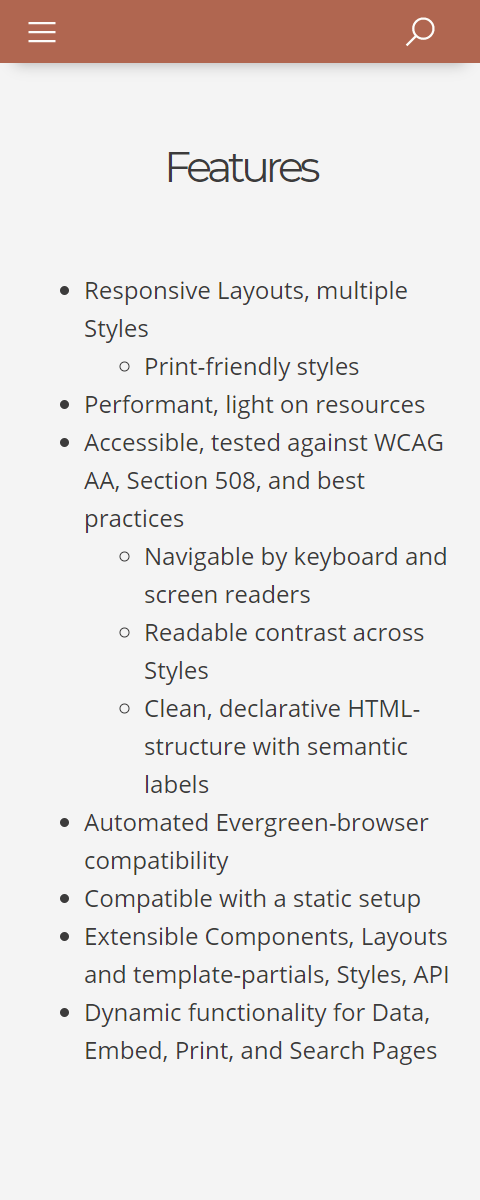 Features
Responsive Layouts, multiple
Styles
Print-friendly styles
Performant, light on resources
Accessible, tested against WCAG
AA, Section 508, and best
practices
Navigable by keyboard and
screen readers
Readable contrast across
Styles
Clean, declarative HTML-
structure with semantic
labels
Automated Evergreen-browser
compatibility
Compatible with a static setup
Extensible Components, Layouts
and template-partials, Styles, API
Dynamic functionality for Data,
Embed, Print, and Search Pages